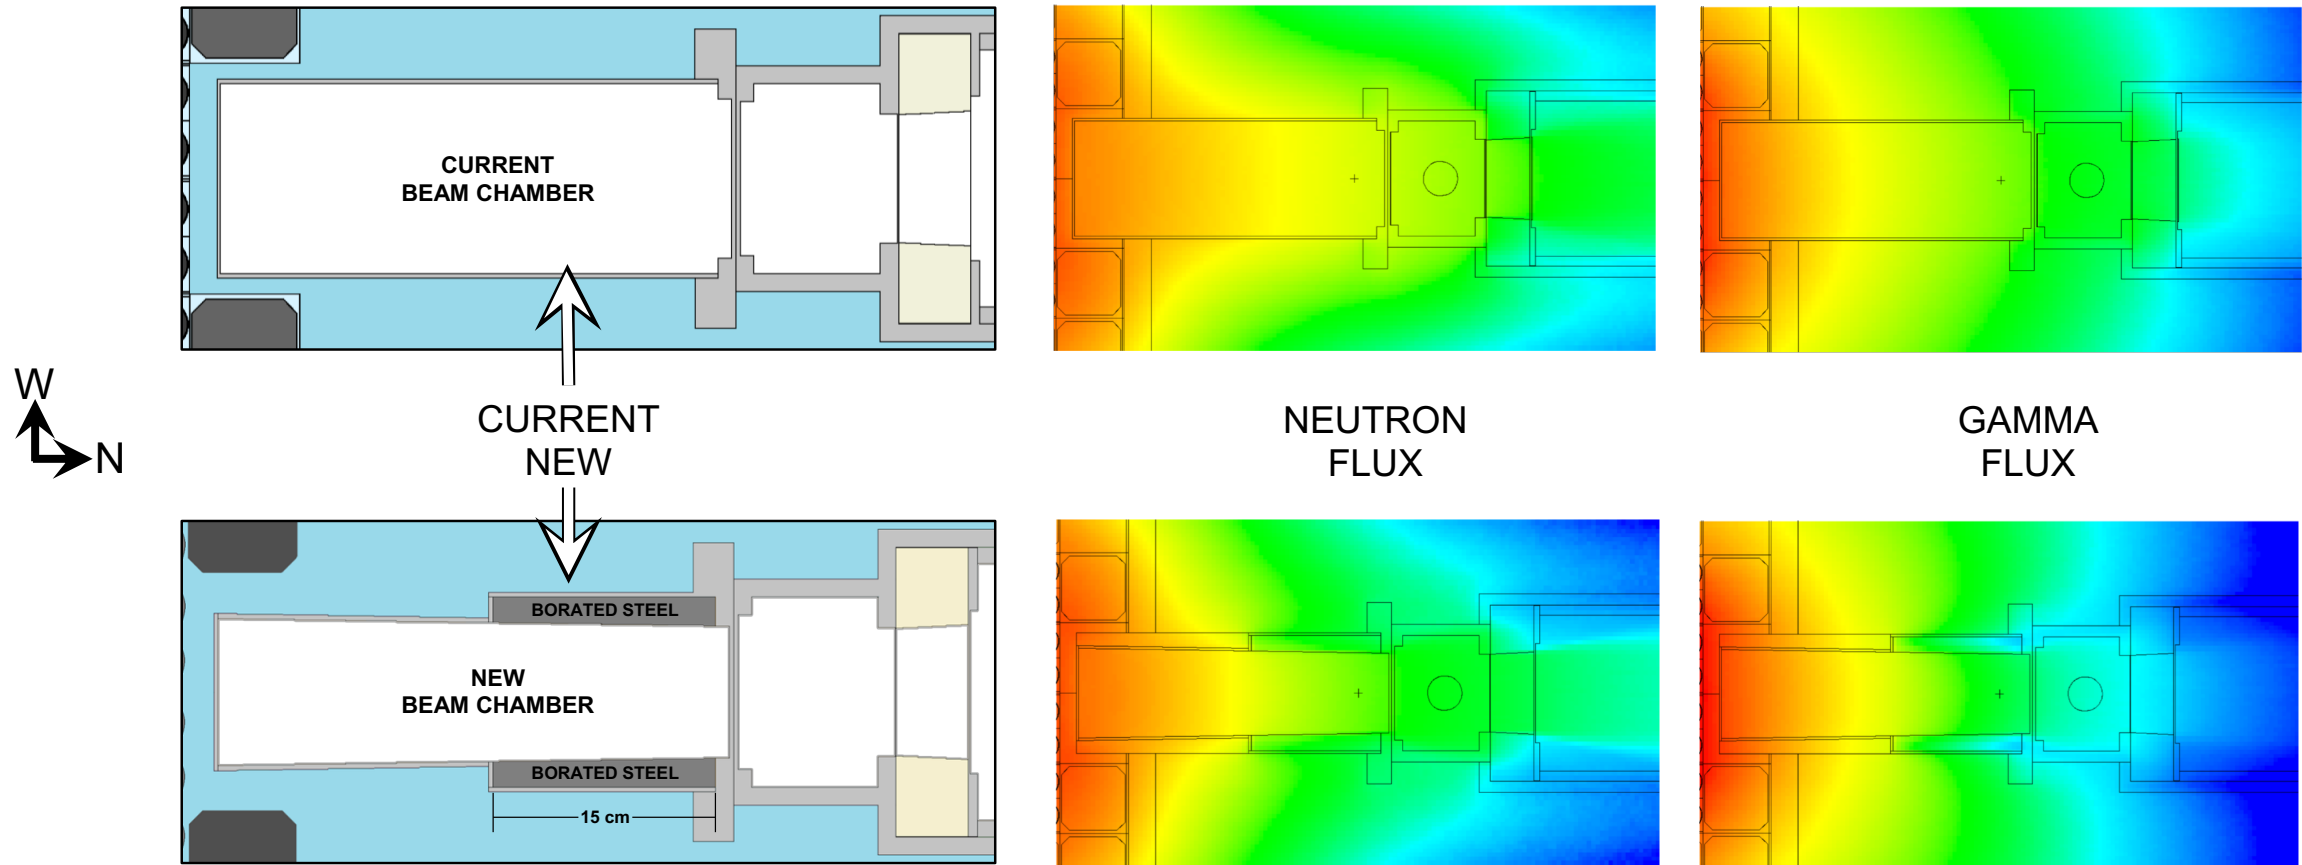 CURRENT
BEAM CHAMBER
W
N
CURRENT
NEW
NEUTRON
FLUX
GAMMA
FLUX
BORATED STEEL
NEW
BEAM CHAMBER
BORATED STEEL
15 cm